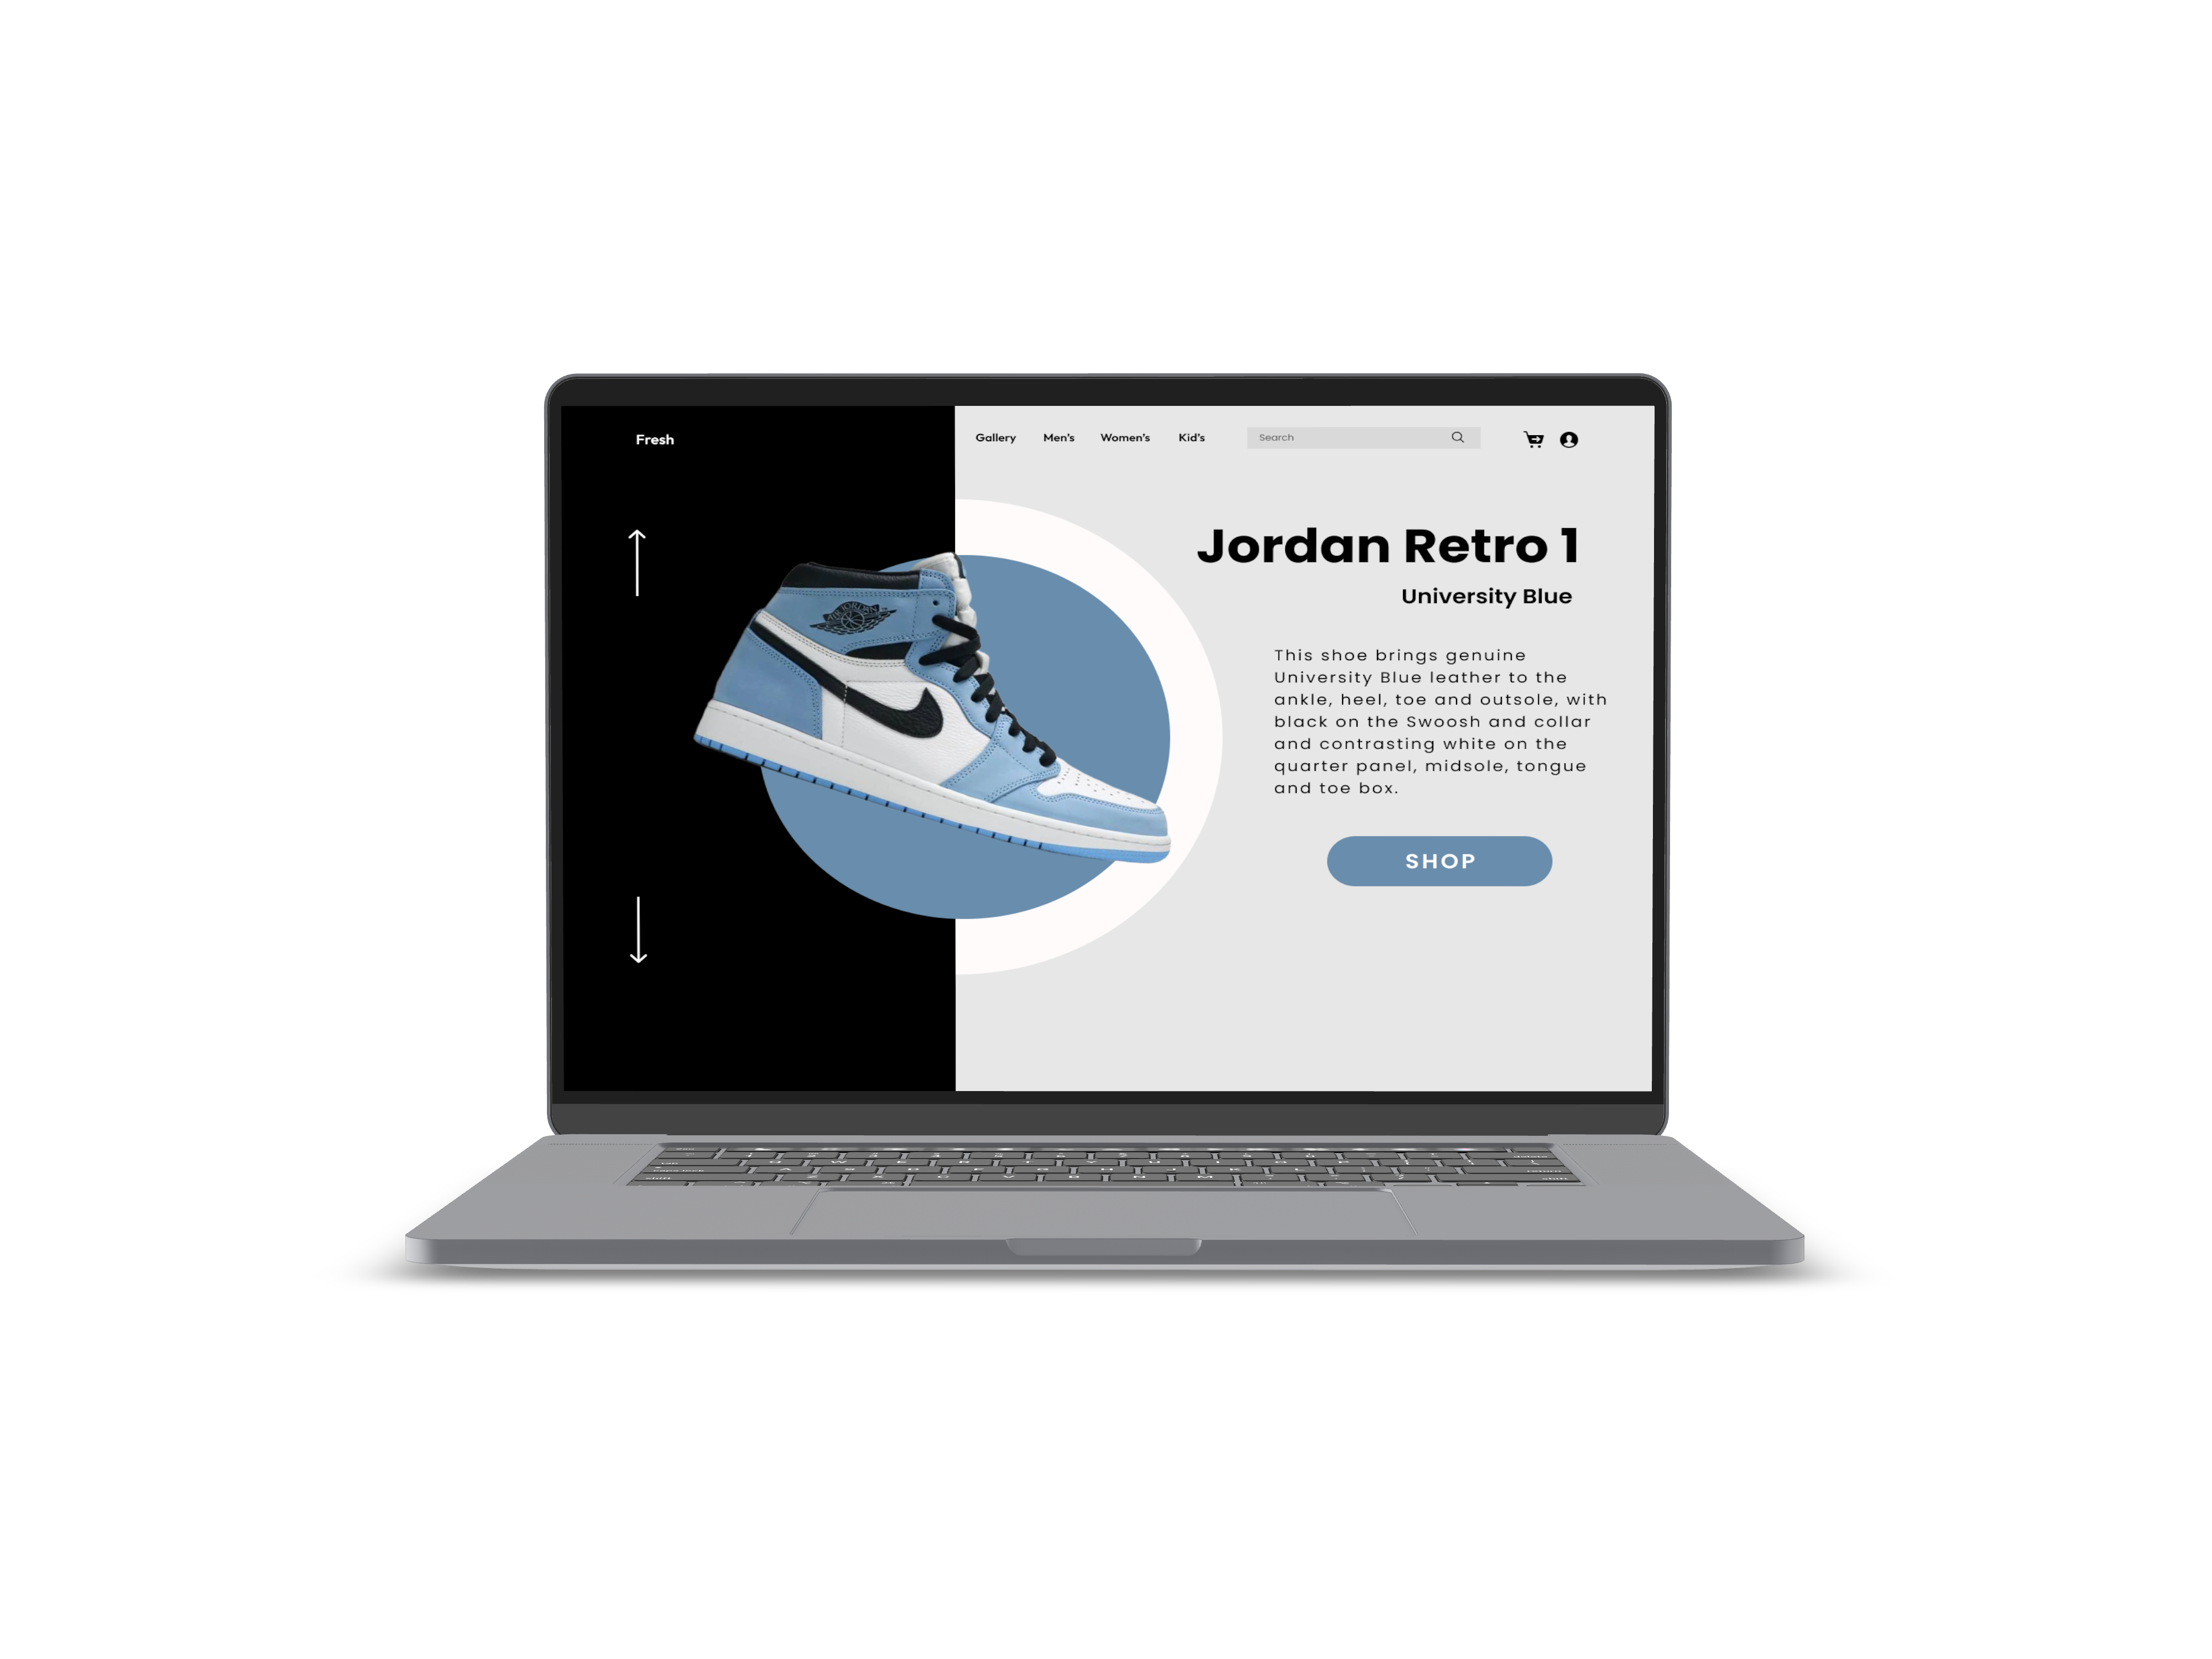 Fresh
Gallery Men's Women's Kid's Search
Jordan Retro 1
University Blue
This shoe brings genuine
University Blue leather to the
ankle, heel, toe and outsole, with
black on the Swoosh and collar
and contrasting white on the
quarter panel, midsole, tongue
and toe box.
SHOP